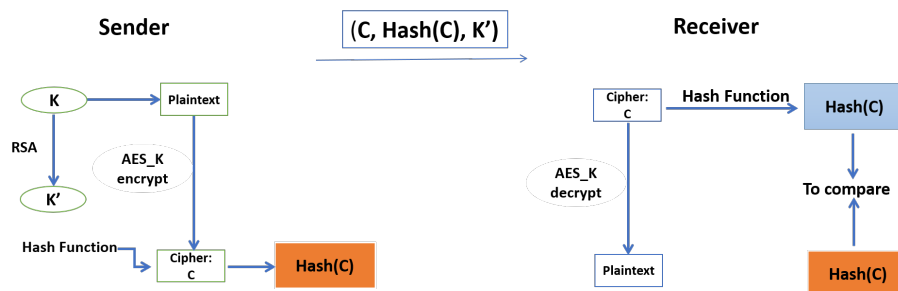 Sender
(C, Hash(C), K’)
Receiver
K
Plaintext
RSA
AES_K
encrypt
K’
Hash Function
Cipher:
C
Hash(C)
Cipher:
C
Hash Function
Hash(C)
AES_K
decrypt
To compare
Plaintext
Hash(C)